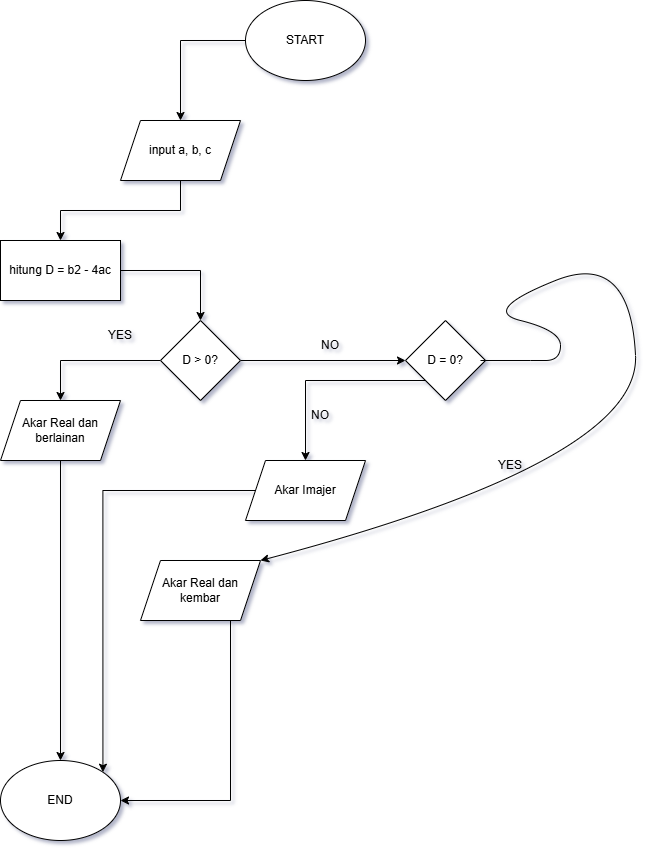 START
input a, b, c
hitung D = b2 - 4ac
YES
D > 0?
NO
D = 0?
Akar Real dan
berlainan
NO
Akar Imajer
YES
Akar Real dan
kembar
END